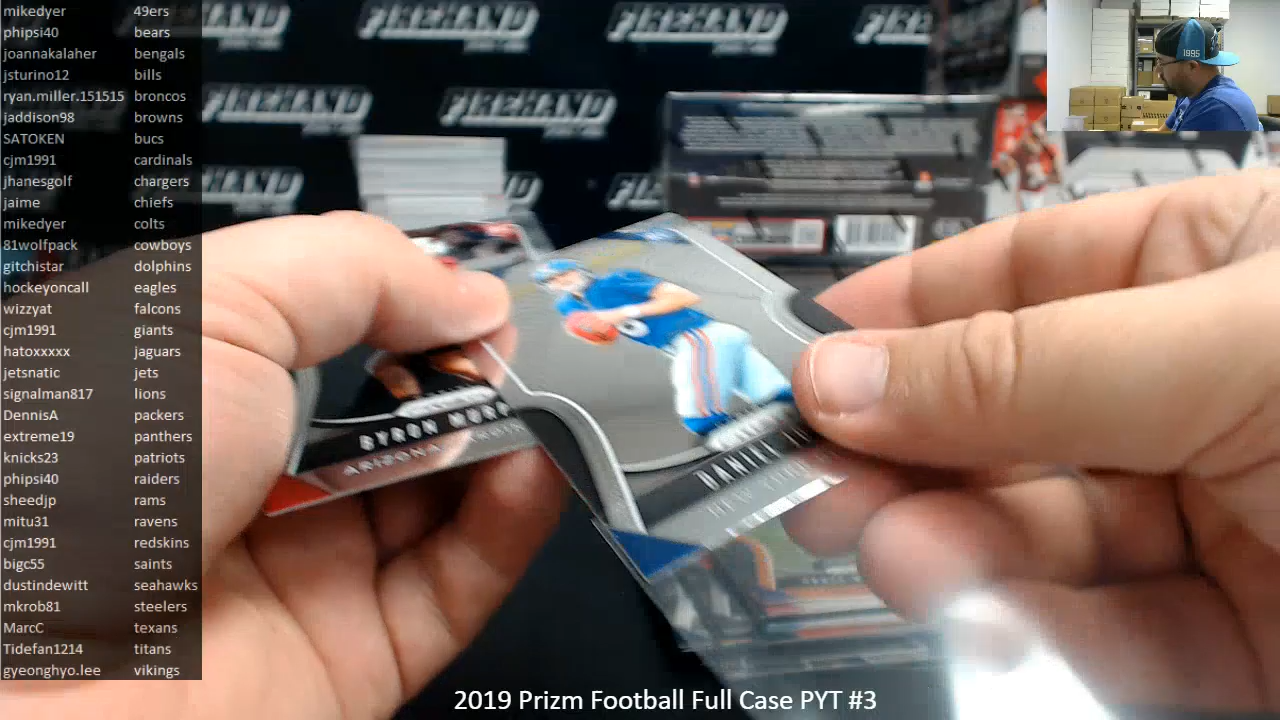 mikedyer 49ers
phipsi40 bears
joannakalaher bengals
jsturino12 bills
ryan.miller.151515 broncos
jaddison98 browns
SATOKEN bucs
cjm1991 cardinals
jhanesgolf chargers
jaime chiefs
mikedyer colts
81wolfpack cowboys
gitchistar dolphins
hockeyoncall eagles
wizzyat falcons
cjm1991 giants
hatoxxxxx jaguars
jetsnatic jets
signalman817 lions
DennisA packers
extreme19 panthers
knicks23 patriots
phipsi40 raiders
sheedjp rams
mitu31 ravens
cjm1991 redskins
bigc55 saints
dustindewitt seahawks
mkrob81 steelers
MarcC texans
Tidefan1214 titans
gyeonghyo.lee vikings
FIREHAND FIREHAND FIREHAND
FIREHAND FIREHAND
1995
BYRON
ARIZONA
DANIEL
NEW
2019 Prizm Football Full Case PYT #3